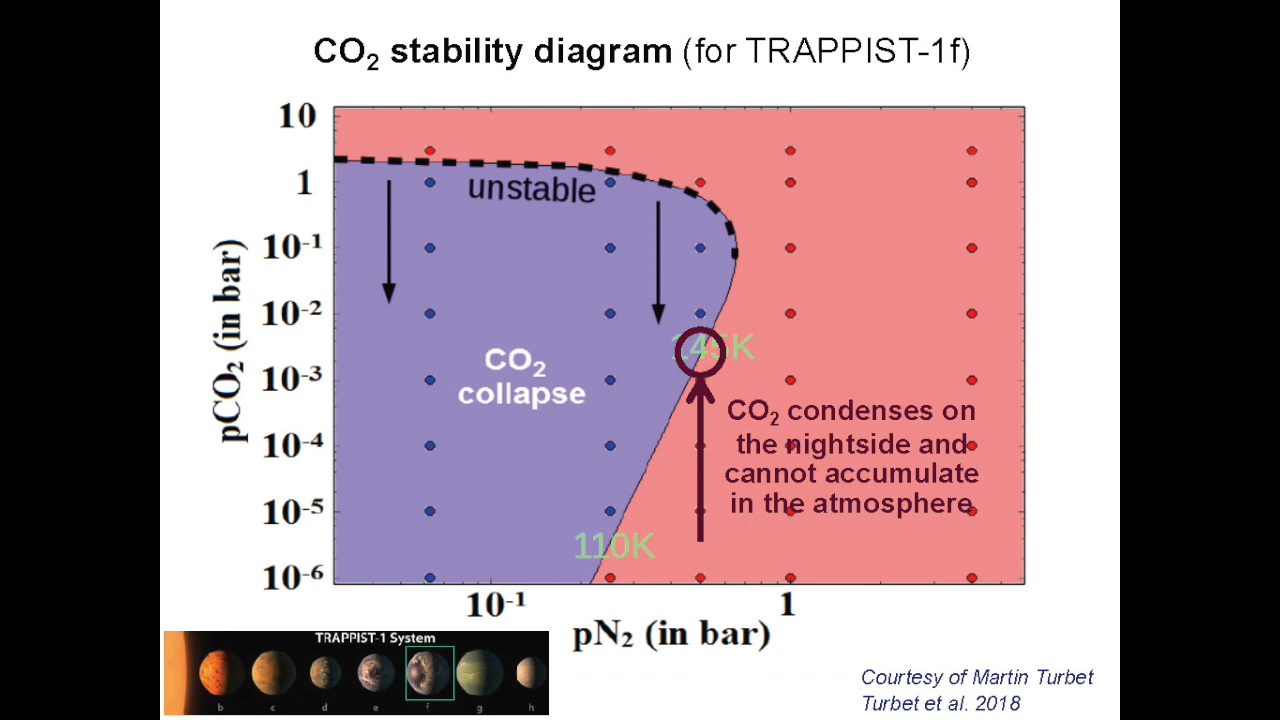 CO₂ stability diagram (for TRAPPIST-1f)
10
1
10⁻¹
10⁻²
10⁻³
10⁻⁴
10⁻⁵
10⁻⁶
pCO₂ (in bar)
unstable
CO₂
collapse
145K
110K
CO₂ condenses on
the nightside and
cannot accumulate
in the atmosphere
10⁻¹
1
pN₂ (in bar)
TRAPPIST-1 System
b c d e f g h
Courtesy of Martin Turbet
Turbet et al. 2018